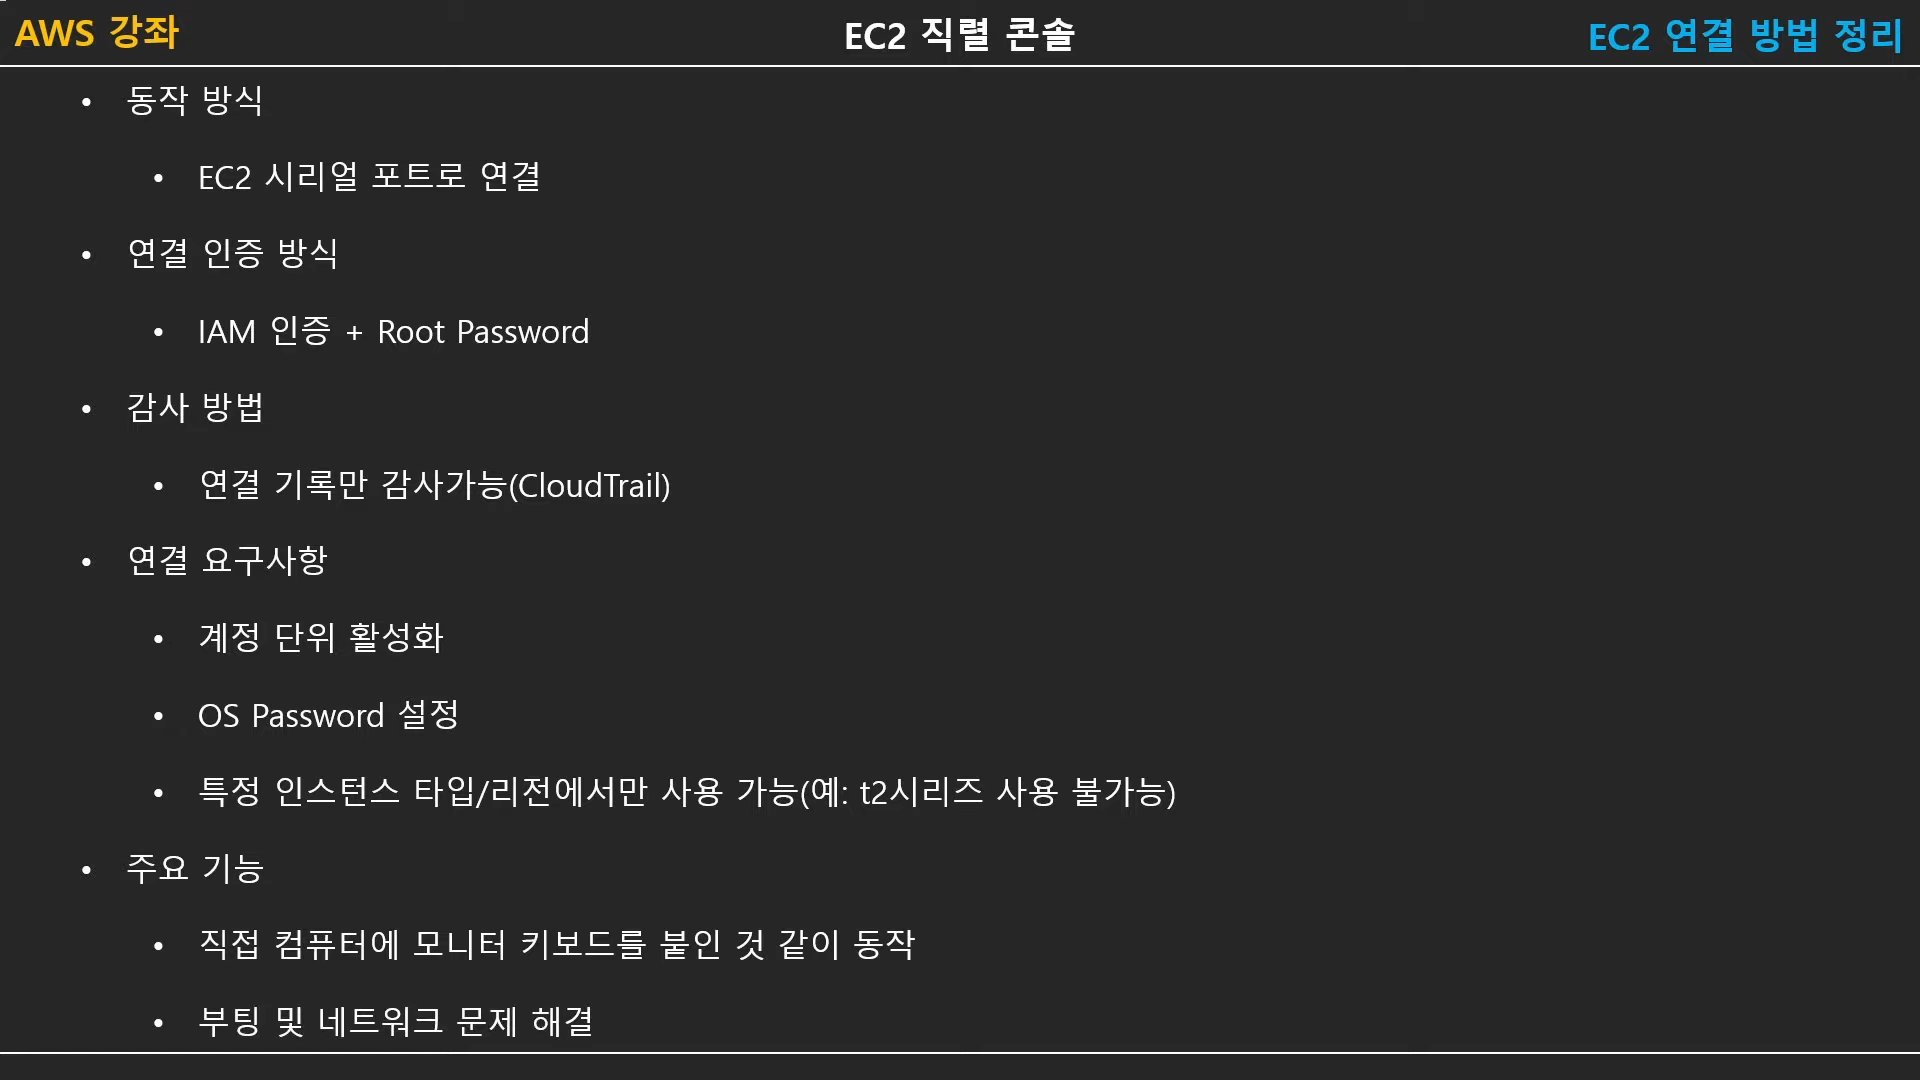 AWS 강좌
EC2 직렬 콘솔
EC2 연결 방법 정리
• 동작 방식
• EC2 시리얼 포트로 연결
• 연결 인증 방식
• IAM 인증 + Root Password
• 감사 방법
• 연결 기록만 감사가능(CloudTrail)
• 연결 요구사항
• 계정 단위 활성화
• OS Password 설정
• 특정 인스턴스 타입/리전에서만 사용 가능(예: t2시리즈 사용 불가능)
• 주요 기능
• 직접 컴퓨터에 모니터 키보드를 붙인 것 같이 동작
• 부팅 및 네트워크 문제 해결